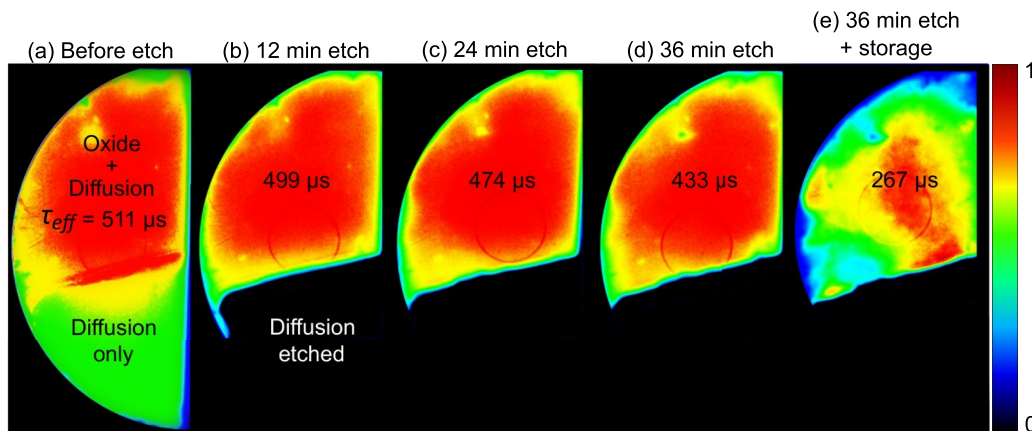 (a) Before etch
(b) 12 min etch
(c) 24 min etch
(d) 36 min etch
(e) 36 min etch
+ storage
Oxide
+
Diffusion
τeff = 511 μs
Diffusion
only
499 μs
Diffusion
etched
474 μs
433 μs
267 μs
1
0